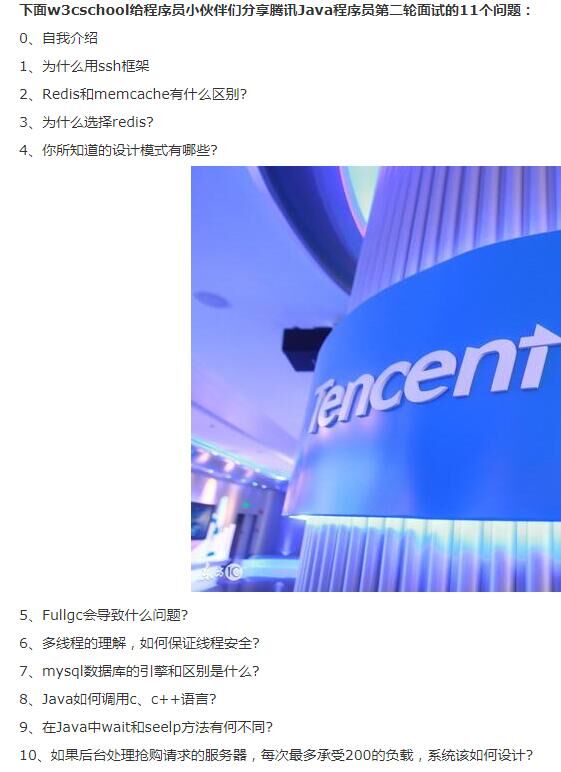 下面w3cschool给程序员小伙伴们分享腾讯Java程序员第二轮面试的11个问题：
0、自我介绍
1、为什么用ssh框架
2、Redis和memcache有什么区别?
3、为什么选择redis?
4、你所知道的设计模式有哪些?
Tencent
5、Fullgc会导致什么问题?
6、多线程的理解，如何保证线程安全?
7、mysql数据库的引擎和区别是什么?
8、Java如何调用c、c++语言?
9、在Java中wait和seelp方法有何不同?
10、如果后台处理抢购请求的服务器，每次最多承受200的负载，系统该如何设计?